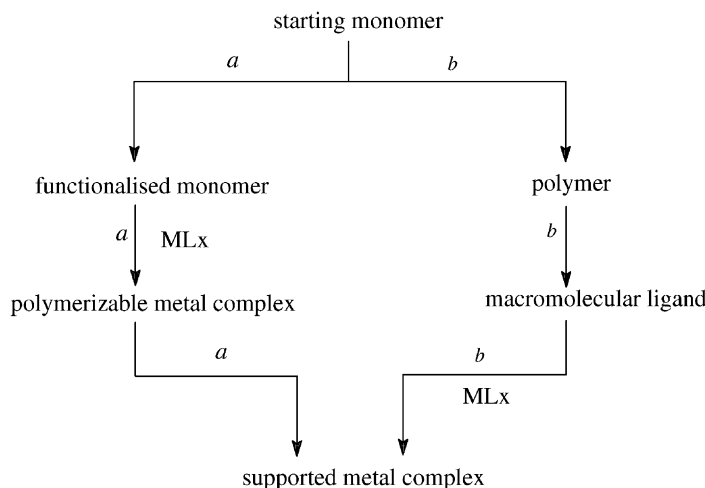 starting monomer
a
b
functionalised monomer
polymer
a
MLx
b
polymerizable metal complex
macromolecular ligand
a
b
MLx
supported metal complex